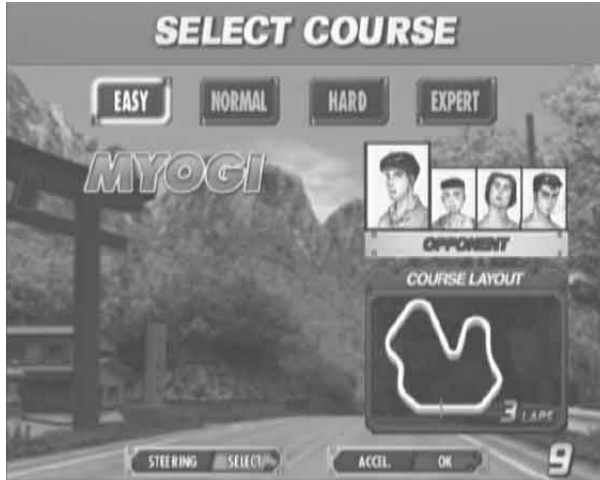 SELECT COURSE
EASY NORMAL HARD EXPERT
MYOGI
OPPONENT
COURSE LAYOUT
3 LAPS
STEERING SELECT ACCEL. OK
9